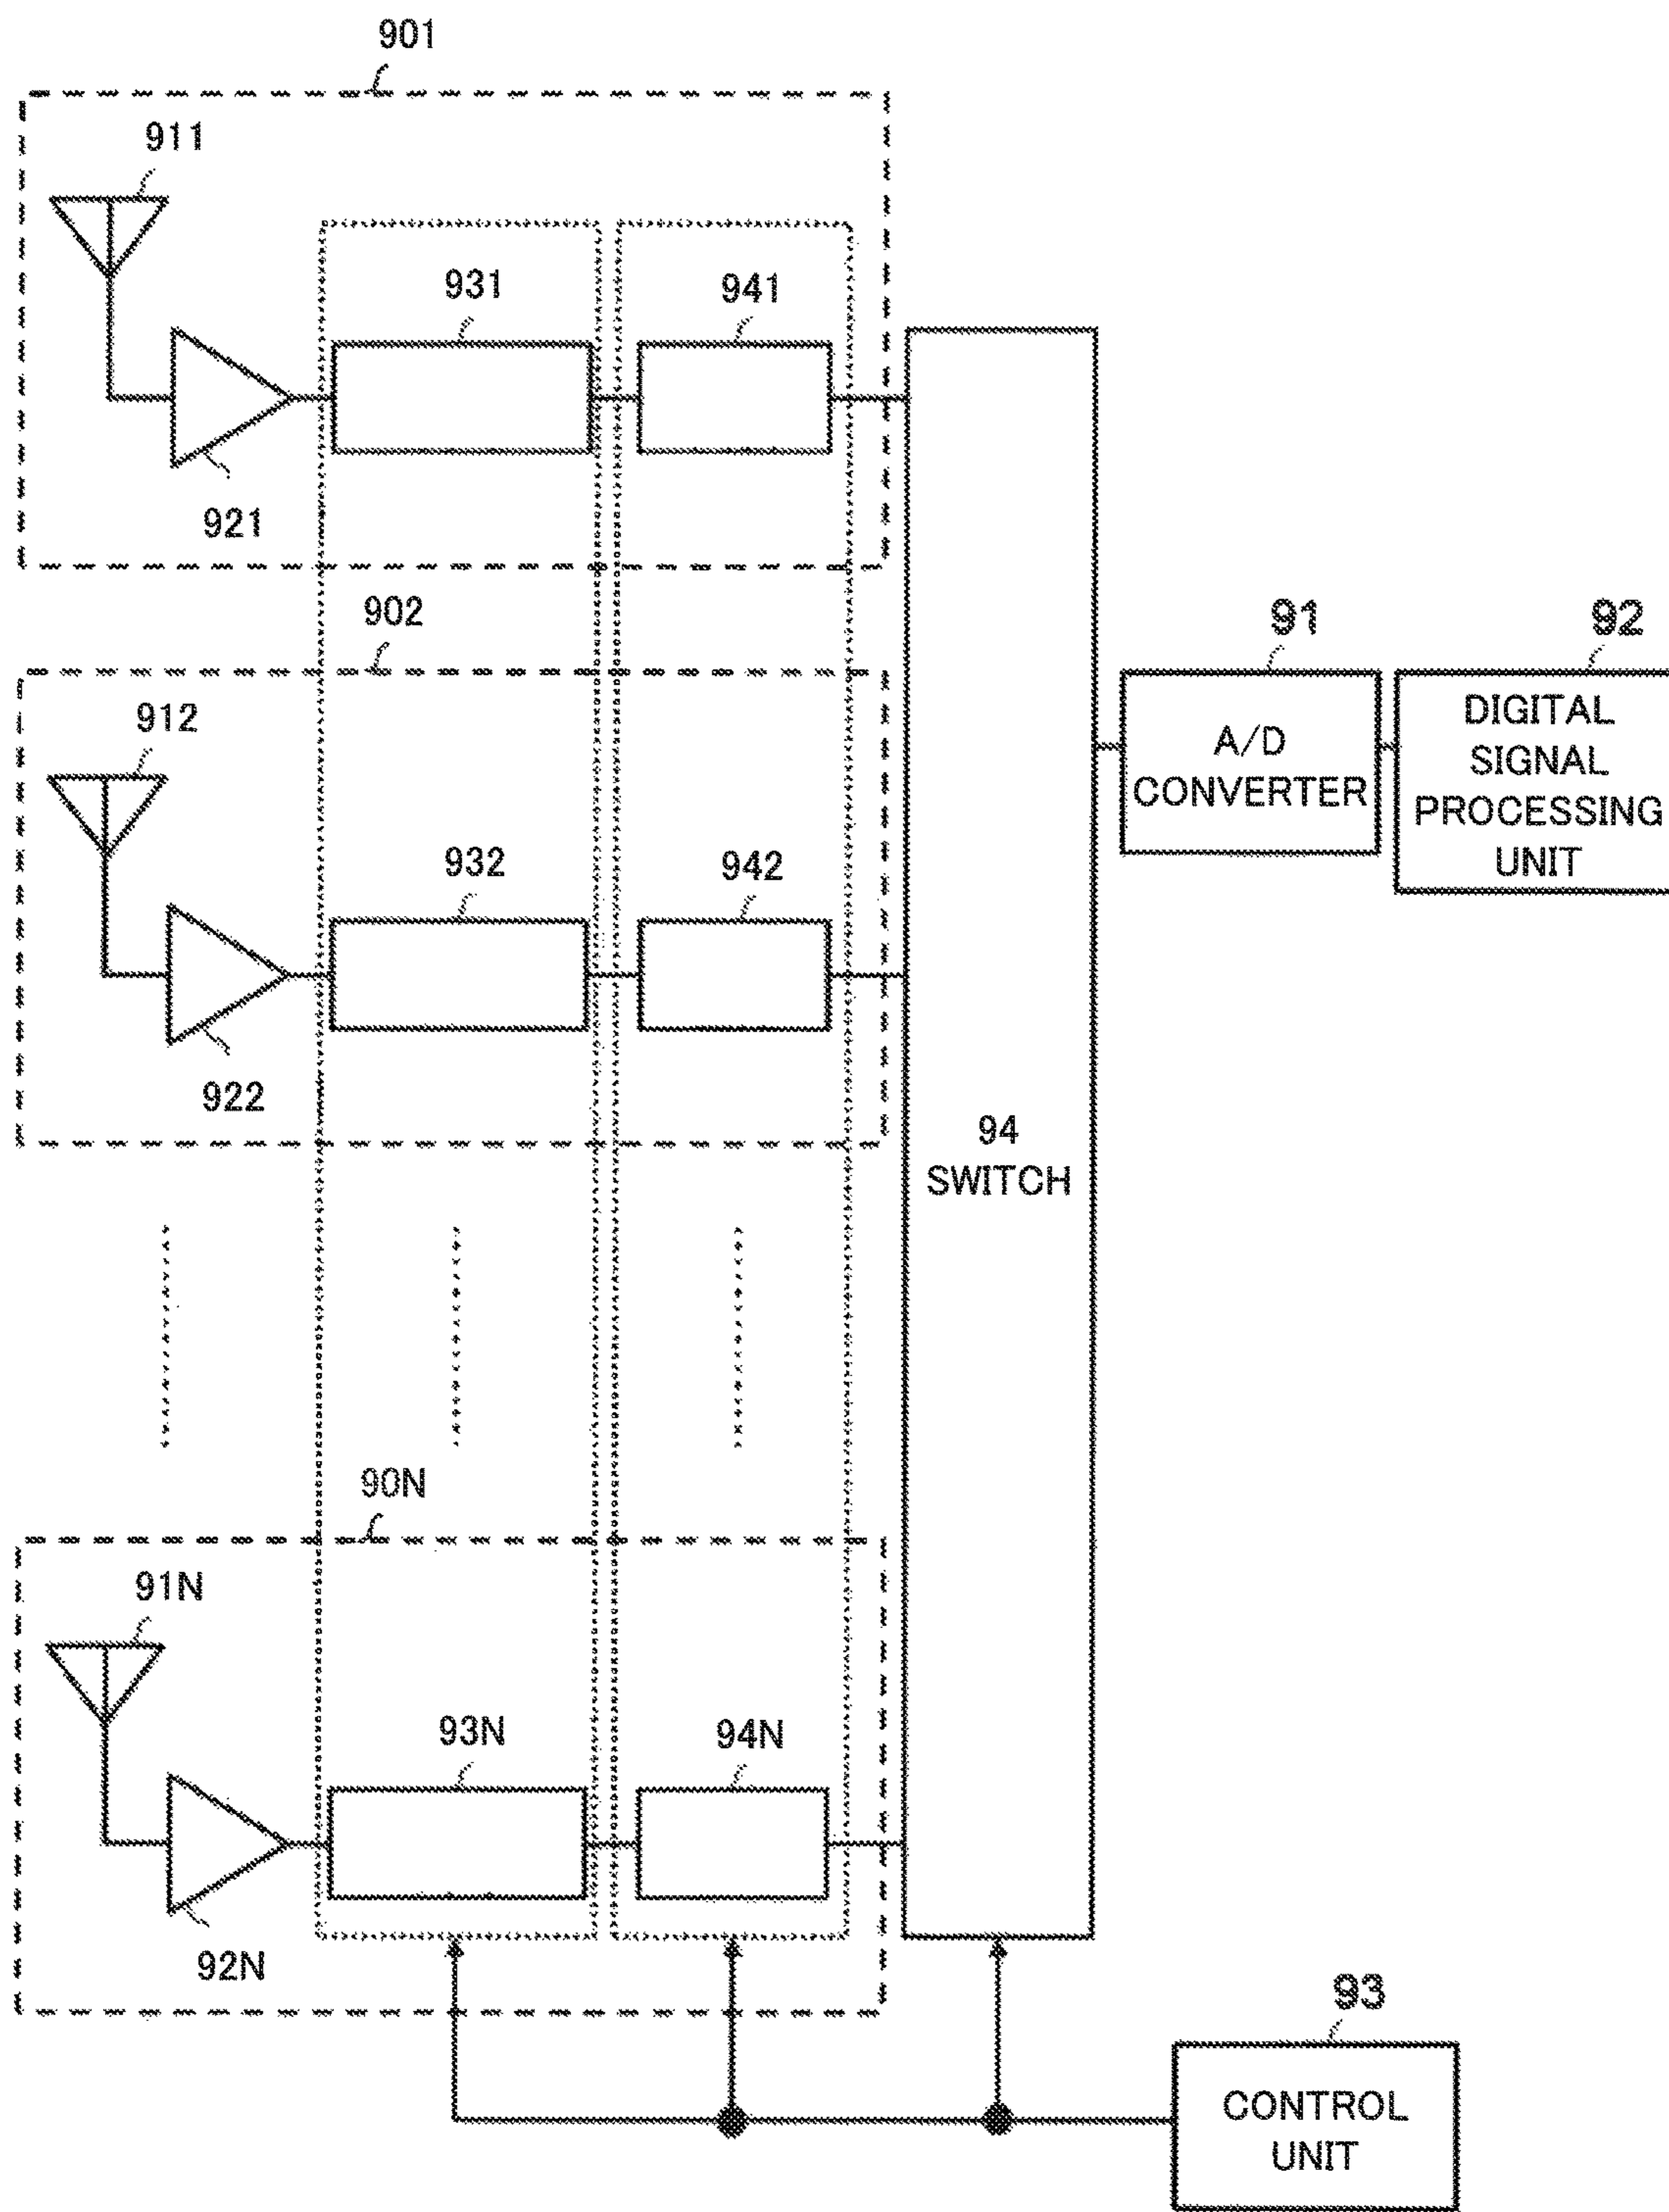 901
911
931
941
921
902
91
92
912
A/D
CONVERTER
DIGITAL
SIGNAL
PROCESSING
UNIT
932
942
922
94
SWITCH
90N
91N
93N
94N
92N
93
CONTROL
UNIT